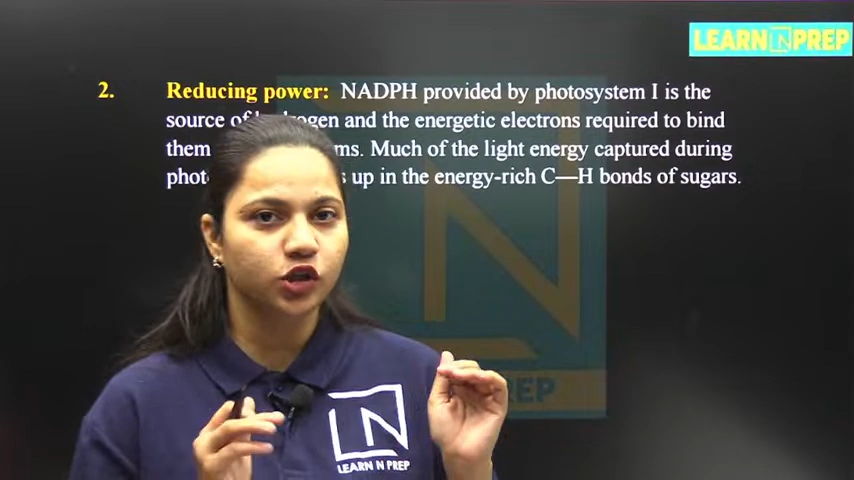 LEARN N PREP
2. Reducing power: NADPH provided by photosystem I is the
source of and the energetic electrons required to bind
them Much of the light energy captured during
up in the energy-rich C—H bonds of sugars.
PREP
LN
LEARN N PREP